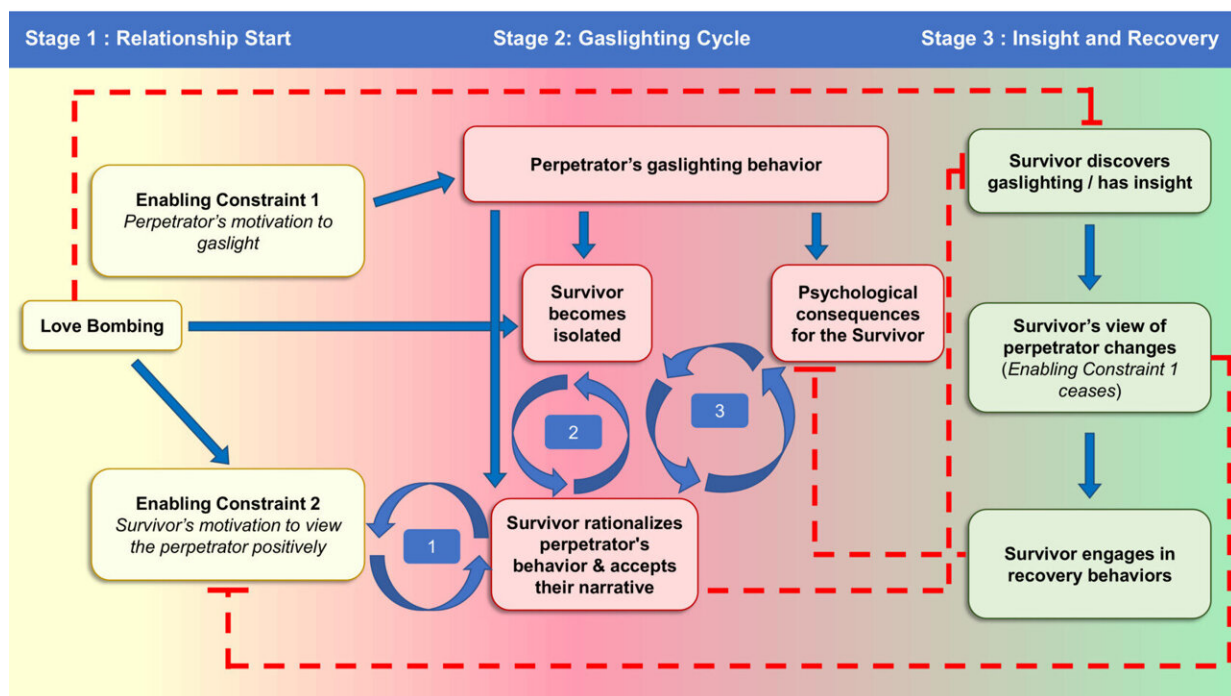 Stage 1 : Relationship Start
Stage 2: Gaslighting Cycle
Stage 3 : Insight and Recovery
Enabling Constraint 1
Perpetrator’s motivation to
gaslight
Love Bombing
Enabling Constraint 2
Survivor’s motivation to view
the perpetrator positively
Perpetrator’s gaslighting behavior
Survivor
becomes
isolated
Psychological
consequences
for the Survivor
1
2
3
Survivor rationalizes
perpetrator's
behavior & accepts
their narrative
Survivor discovers
gaslighting / has insight
Survivor’s view of
perpetrator changes
(Enabling Constraint 1
ceases)
Survivor engages in
recovery behaviors